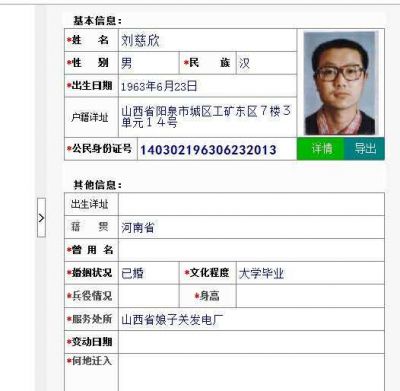 基本信息：
*姓 名 刘慈欣
*性 别 男 *民 族 汉
*出生日期 1963年6月23日
户籍详址 山西省阳泉市城区工矿东区７楼３
单元１４号
*公民身份证号 140302196306232013 详情 导出
其他信息：
出生详址
籍 贯 河南省
*曾 用 名
*婚姻状况 已婚 *文化程度 大学毕业
*兵役情况 *身高
*服务处所 山西省娘子关发电厂
*变动日期
*何地迁入